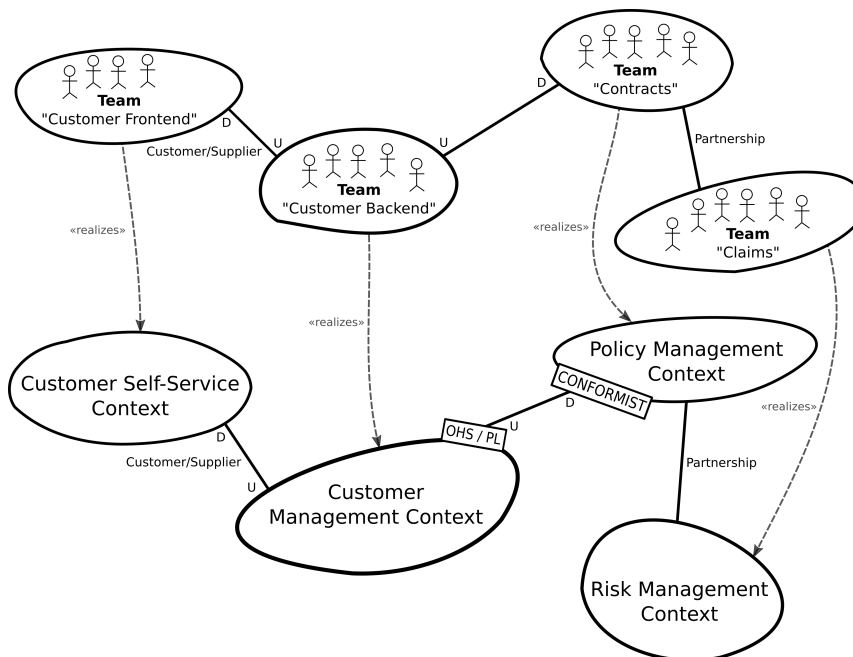 Team
"Customer Frontend"
D
Customer/Supplier
U
Team
"Customer Backend"
U
D
Team
"Contracts"
Partnership
Team
"Claims"
«realizes»
«realizes»
«realizes»
«realizes»
Customer Self-Service
Context
D
Customer/Supplier
U
Customer
Management Context
OHS / PL
U
D
CONFORMIST
Policy Management
Context
Partnership
Risk Management
Context